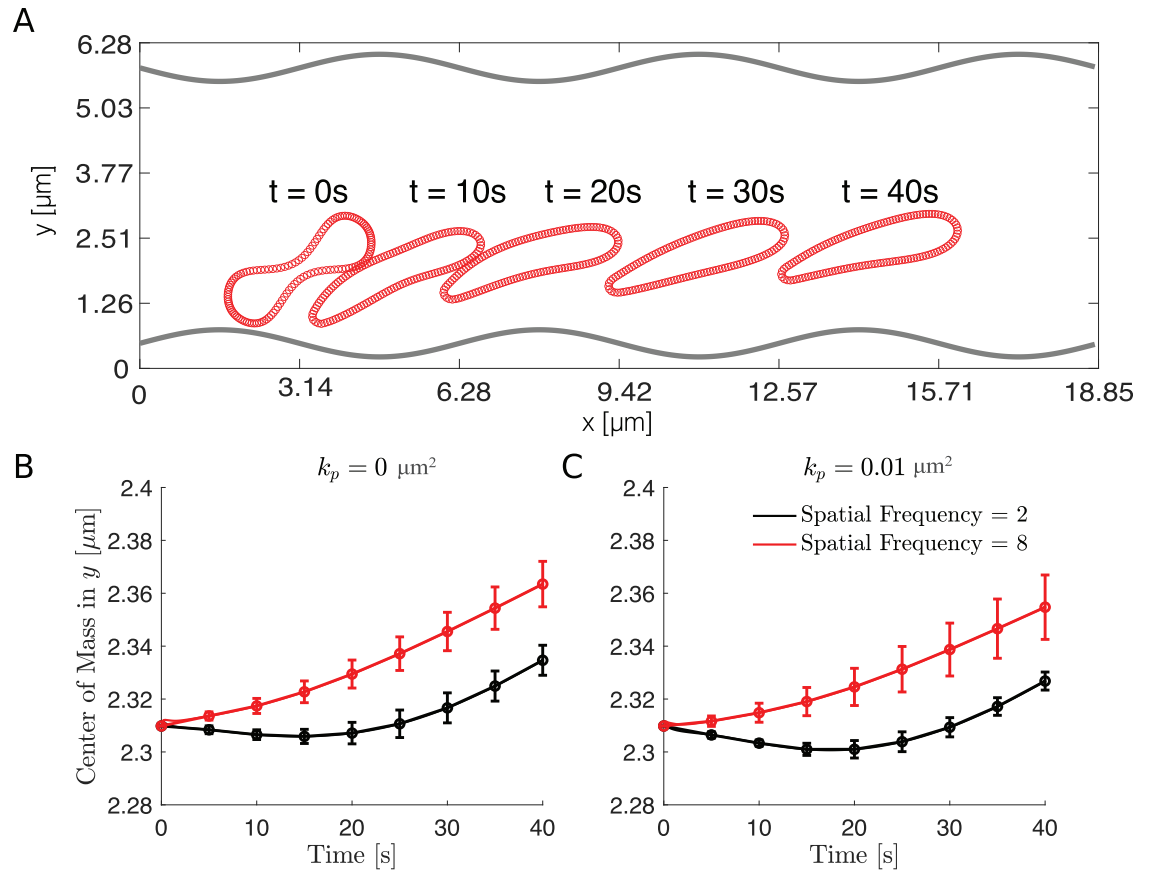 A
6.28
5.03
3.77
2.51
1.26
0
y [μm]
t = 0s t = 10s t = 20s t = 30s t = 40s
0 3.14 6.28 9.42 12.57 15.71 18.85
x [μm]
B
k_p = 0 μm²
2.4
2.38
2.36
2.34
2.32
2.3
2.28
Center of Mass in y [μm]
0 10 20 30 40
Time [s]
C
k_p = 0.01 μm²
Spatial Frequency = 2
Spatial Frequency = 8
2.4
2.38
2.36
2.34
2.32
2.3
2.28
0 10 20 30 40
Time [s]